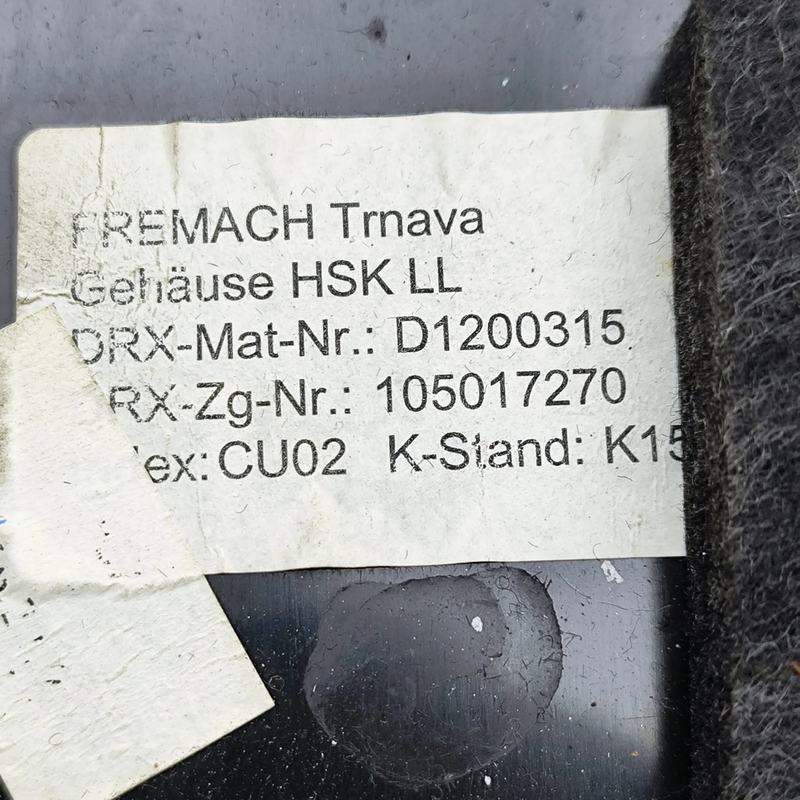 FREMACH Trnava
Gehäuse HSK LL
DRX-Mat-Nr.: D1200315
RX-Zg-Nr.: 105017270
ex: CU02 K-Stand: K15